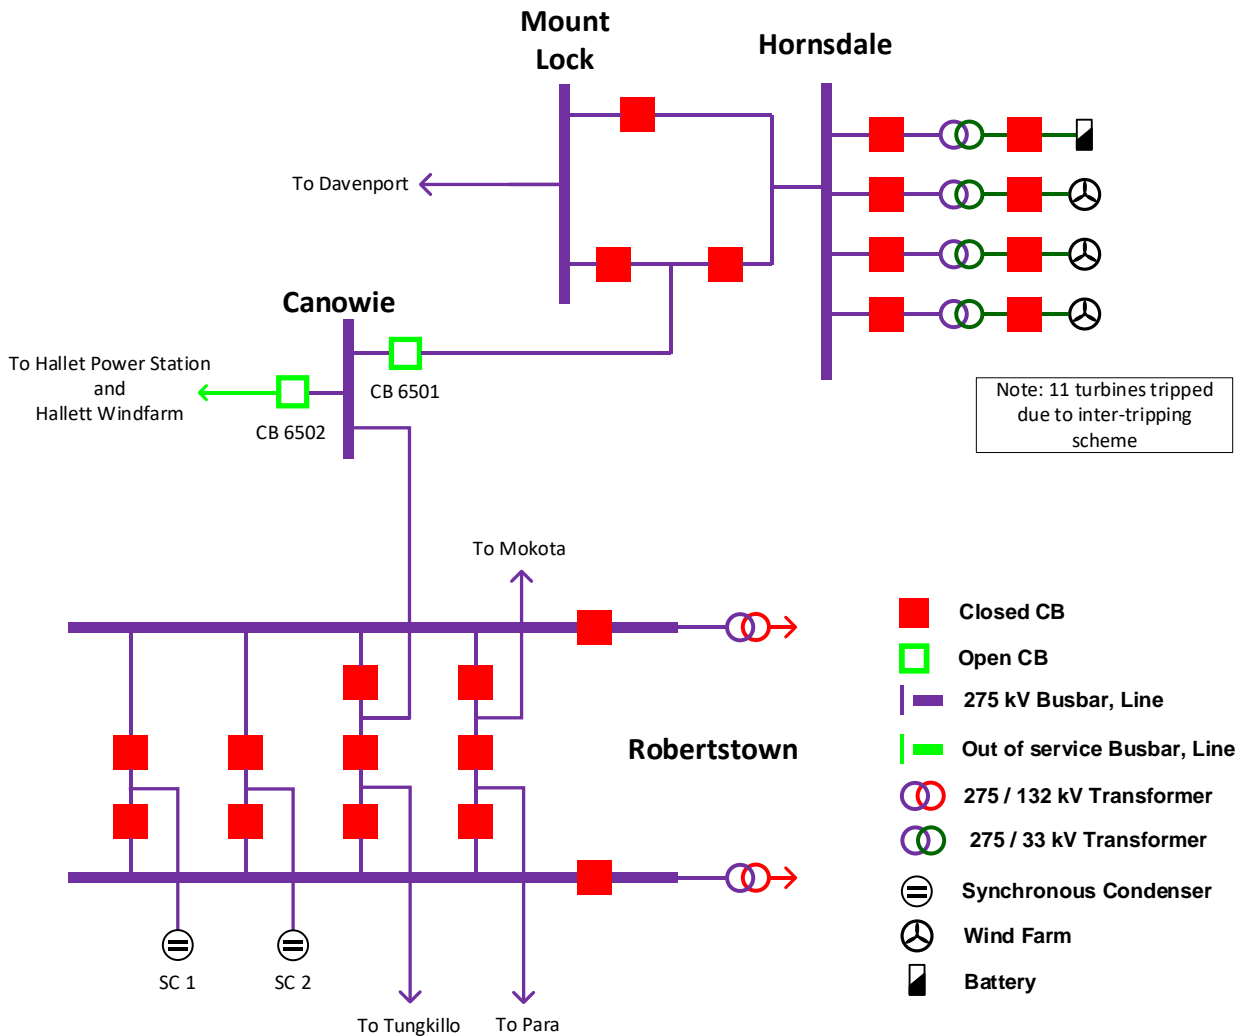 Mount
Lock
Hornsdale
To Davenport
Canowie
To Hallet Power Station
and
Hallett Windfarm
CB 6501
CB 6502
Note: 11 turbines tripped
due to inter-tripping
scheme
To Mokota
Robertstown
SC 1
SC 2
To Tungkillo
To Para
Closed CB
Open CB
275 kV Busbar, Line
Out of service Busbar, Line
275 / 132 kV Transformer
275 / 33 kV Transformer
Synchronous Condenser
Wind Farm
Battery